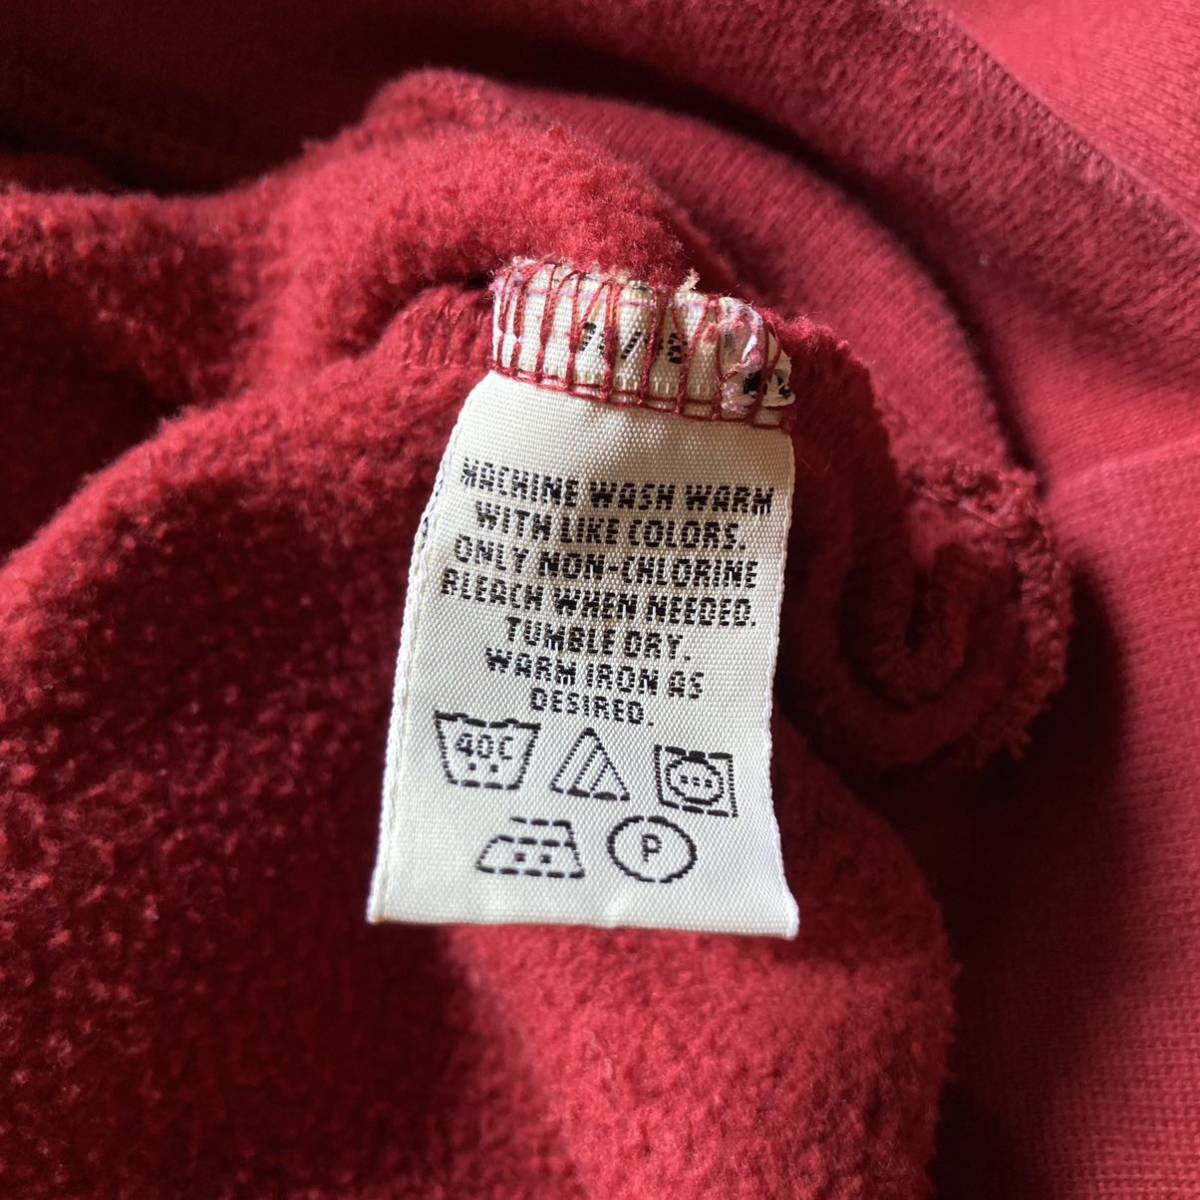 MACHINE WASH WARM
WITH LIKE COLORS.
ONLY NON-CHLORINE
BLEACH WHEN NEEDED.
TUMBLE DRY.
WARM IRON AS
DESIRED.
40C
P